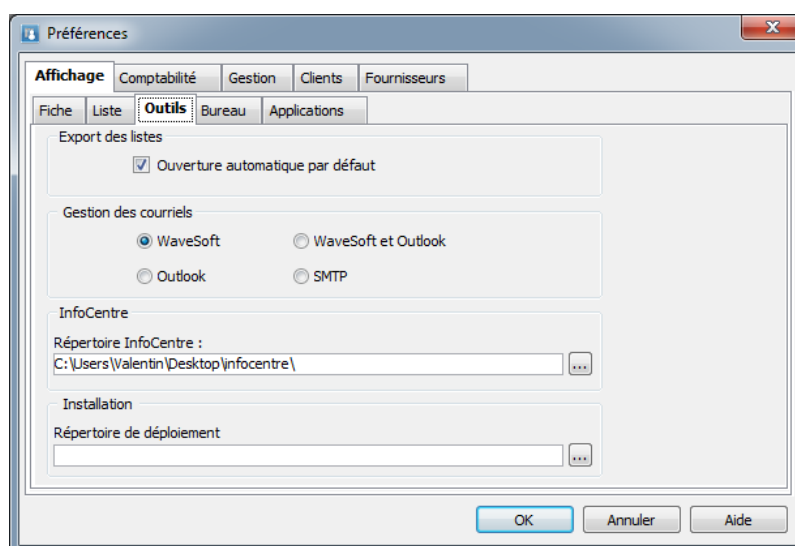 Préférences
Affichage Comptabilité Gestion Clients Fournisseurs
Fiche Liste Outils Bureau Applications
Export des listes
Ouverture automatique par défaut
Gestion des courriels
WaveSoft WaveSoft et Outlook
Outlook SMTP
InfoCentre
Répertoire InfoCentre :
C:\Users\Valentin\Desktop\infocentre\
...
Installation
Répertoire de déploiement
...
OK Annuler Aide